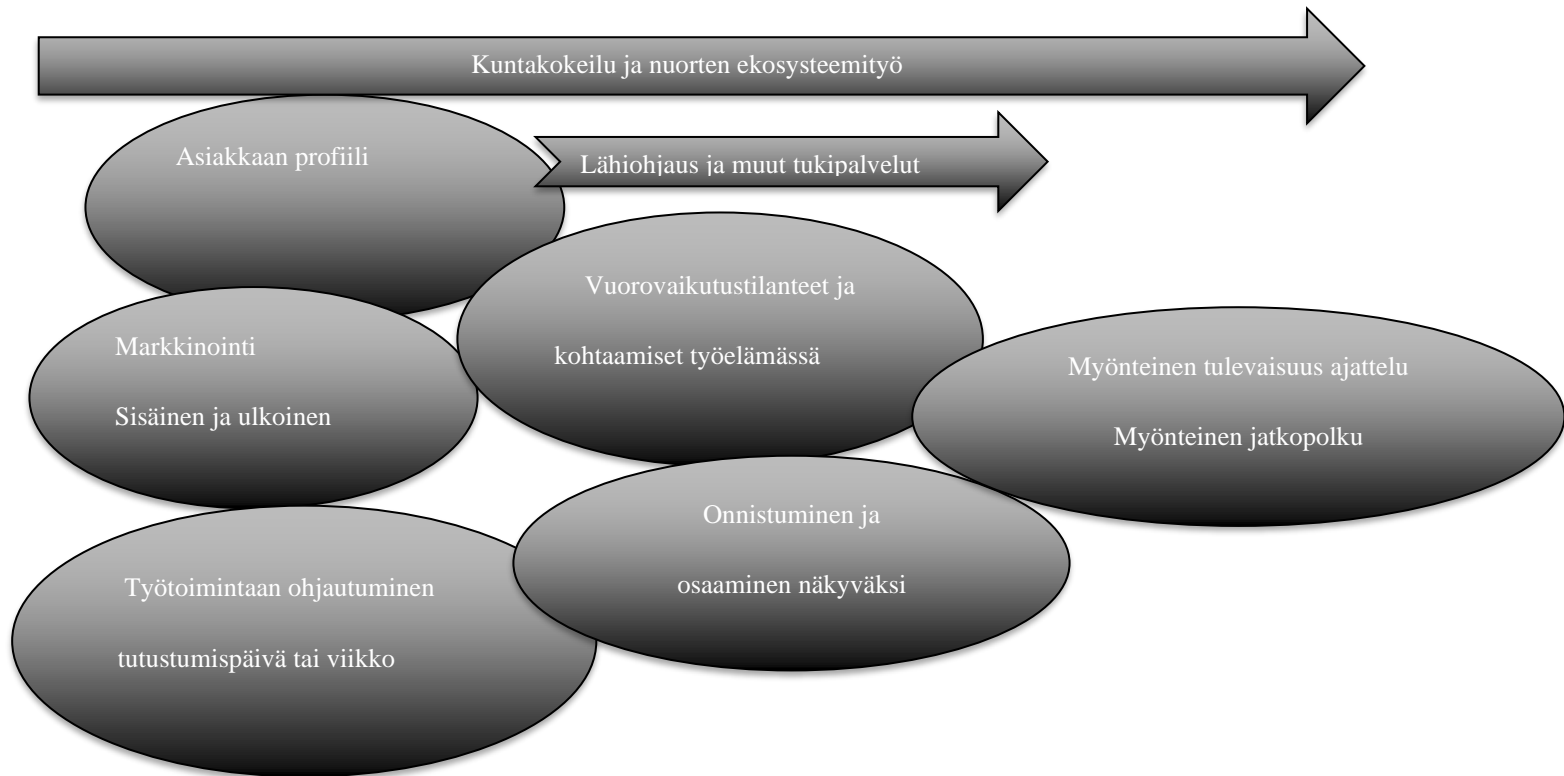 Kuntakokeilu ja nuorten ekosysteemityö
Asiakkaan profiili
Lähiohjaus ja muut tukipalvelut
Vuorovaikutustilanteet ja
kohtaamiset työelämässä
Markkinointi
Sisäinen ja ulkoinen
Myönteinen tulevaisuus ajattelu
Myönteinen jatkopolku
Onnistuminen ja
osaaminen näkyväksi
Työtoimintaan ohjautuminen
tutustumispäivä tai viikko